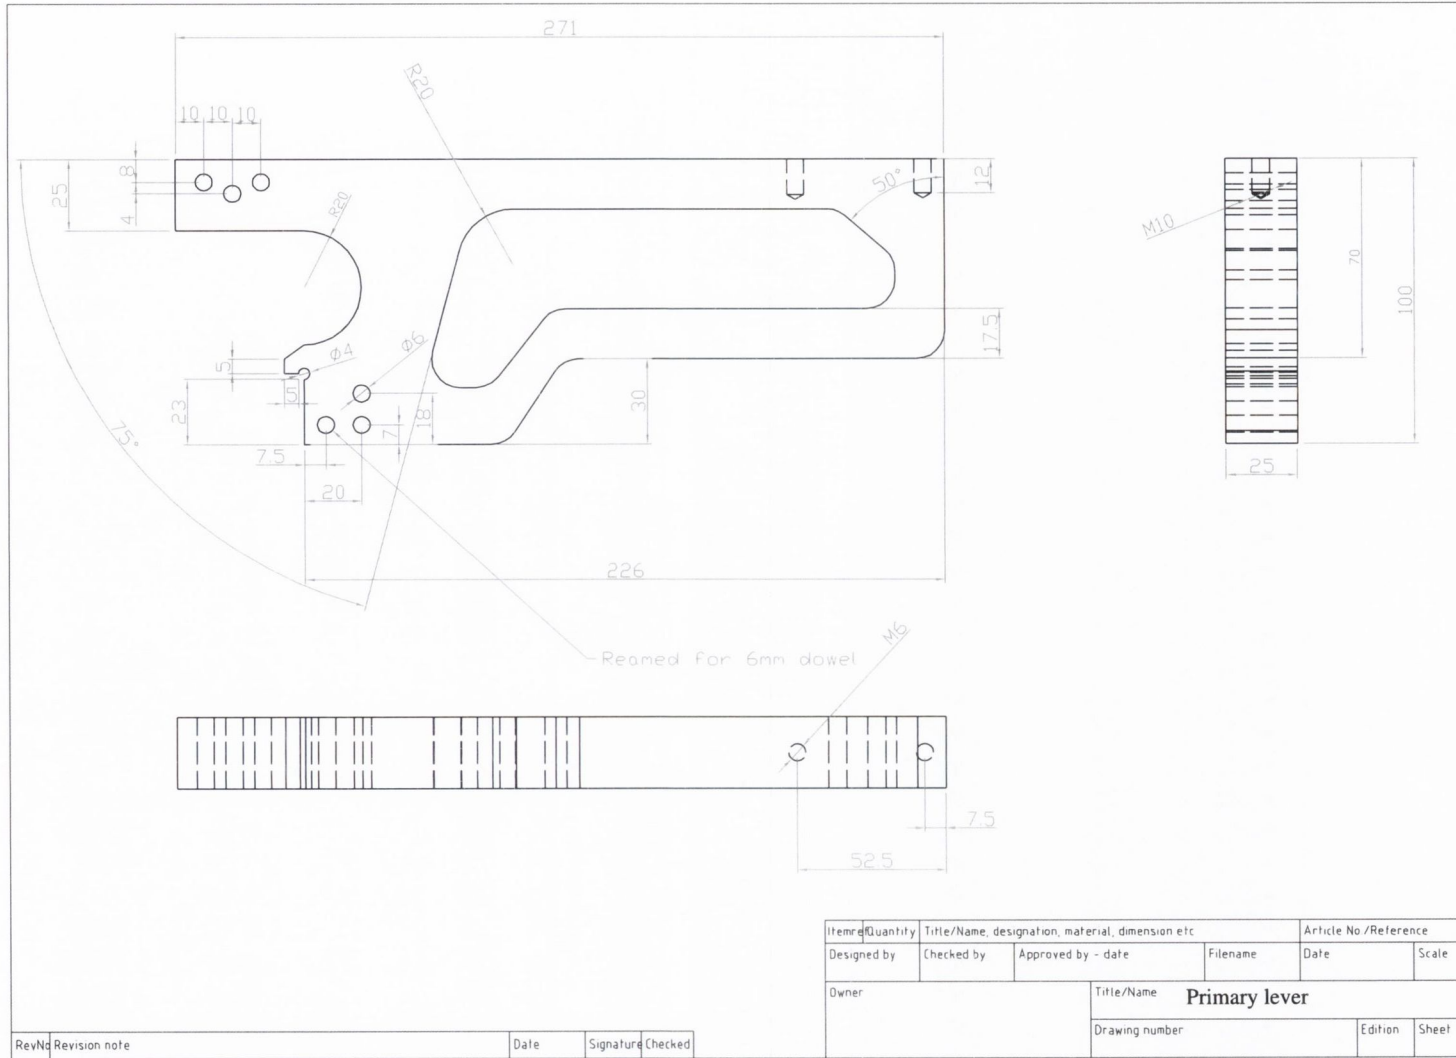 271
R20
10 10 10
8
4
25
R20
50°
12
M10
70
100
25
5
Ø4
Ø6
5
23
18
7
30
17.5
75°
7.5
20
226
Reamed for 6mm dowel
M6
7.5
52.5
Itemref Quantity Title/Name, designation, material, dimension etc Article No /Reference
Designed by Checked by Approved by - date Filename Date Scale
Owner Title/Name Primary lever
Drawing number Edition Sheet
RevNo Revision note Date Signature Checked